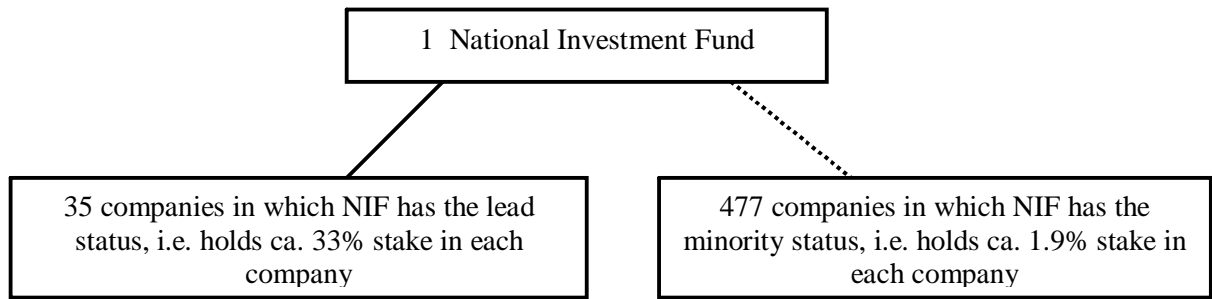 1 National Investment Fund
35 companies in which NIF has the lead
status, i.e. holds ca. 33% stake in each
company
477 companies in which NIF has the
minority status, i.e. holds ca. 1.9% stake in
each company